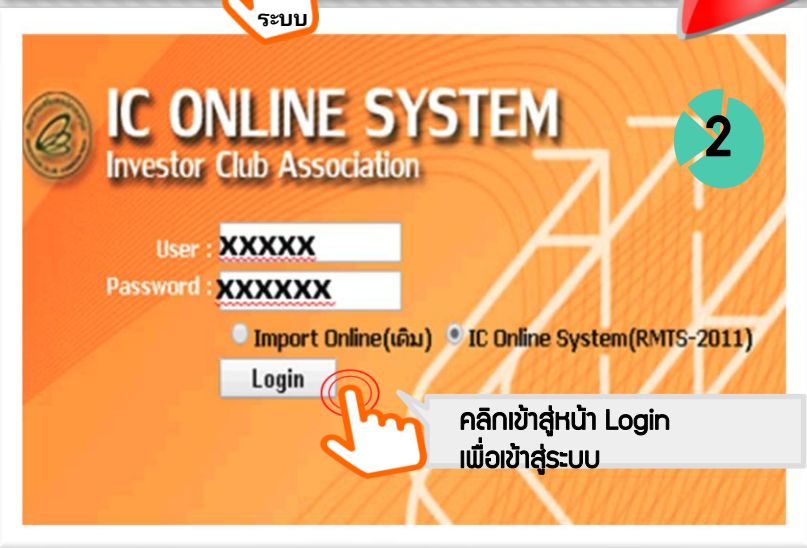 ระบบ
IC ONLINE SYSTEM
Investor Club Association
2
User : XXXXX
Password : XXXXXX
Import Online(เดิม) IC Online System(RMTS-2011)
Login
คลิกเข้าสู่หน้า Login
เพื่อเข้าสู่ระบบ